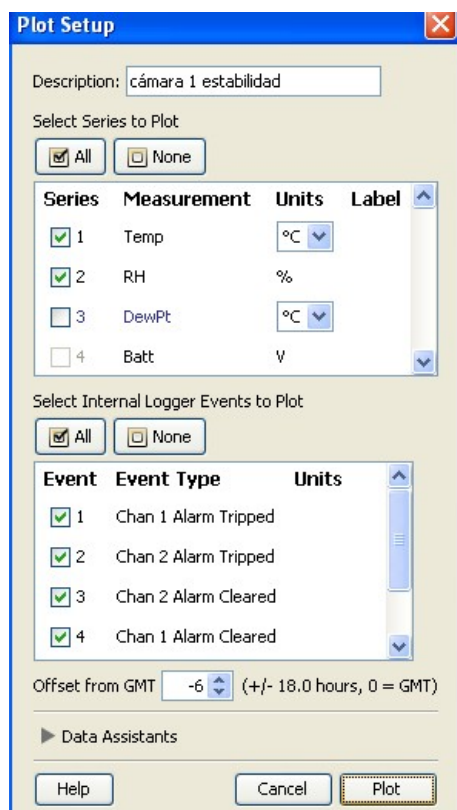 Plot Setup
Description: cámara 1 estabilidad
Select Series to Plot
All None
Series Measurement Units Label
1 Temp °C
2 RH %
3 DewPt °C
4 Batt V
Select Internal Logger Events to Plot
All None
Event Event Type Units
1 Chan 1 Alarm Tripped
2 Chan 2 Alarm Tripped
3 Chan 2 Alarm Cleared
4 Chan 1 Alarm Cleared
Offset from GMT -6 (+/- 18.0 hours, 0 = GMT)
Data Assistants
Help Cancel Plot